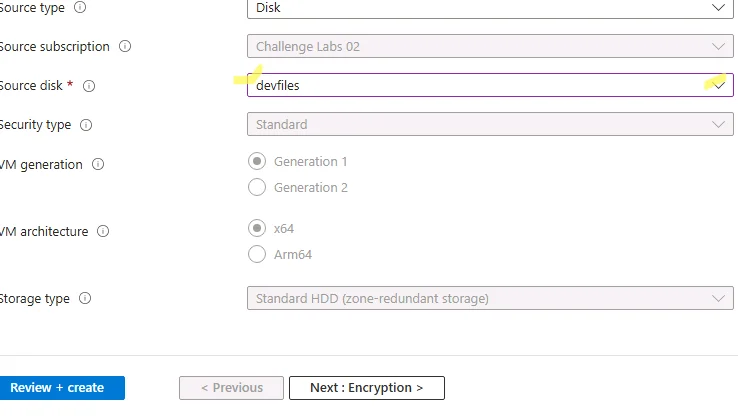 Source type
Disk
Source subscription
Challenge Labs 02
Source disk *
devfiles
Security type
Standard
VM generation
Generation 1
Generation 2
VM architecture
x64
Arm64
Storage type
Standard HDD (zone-redundant storage)
Review + create
< Previous
Next : Encryption >